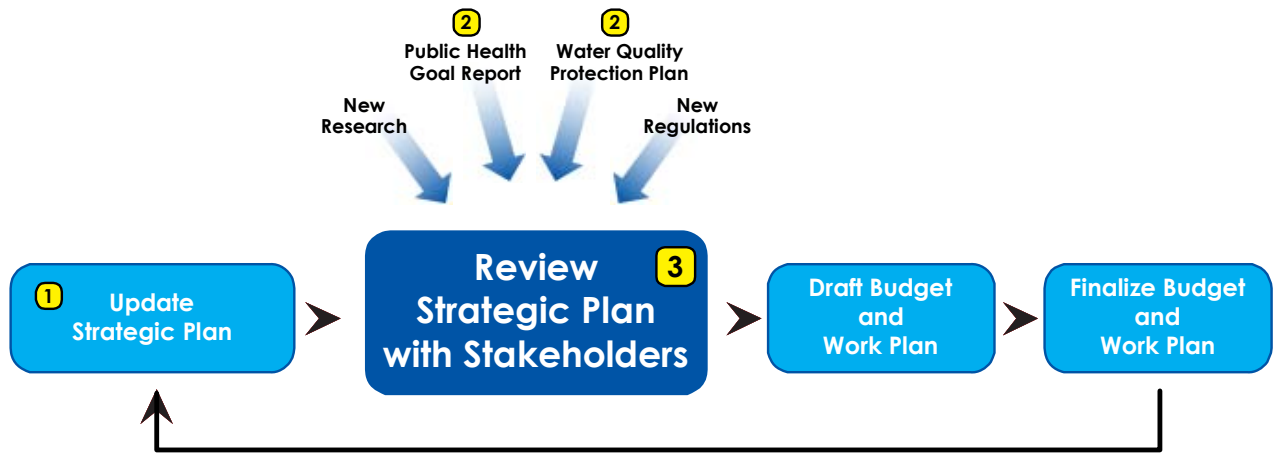 2
Public Health
Goal Report
2
Water Quality
Protection Plan
New
Research
New
Regulations
1
Update
Strategic Plan
Review
Strategic Plan
with Stakeholders
3
Draft Budget
and
Work Plan
Finalize Budget
and
Work Plan